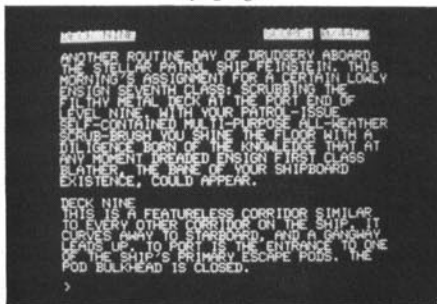 DECK NINE SCORE:
ANOTHER ROUTINE DAY OF DRUDGERY ABOARD
THE STELLAR PATROL SHIP FEINSTEIN. THIS
MORNING'S ASSIGNMENT FOR A CERTAIN LOWLY
ENSIGN SEVENTH CLASS: SCRUBBING THE
FILTHY METAL DECK AT THE PORT END OF
LEVEL NINE. WITH YOUR PATROL-ISSUE
SELF-CONTAINED MULTI-PURPOSE ALL-WEATHER
SCRUB-BRUSH YOU SHINE THE FLOOR WITH A
DILIGENCE BORN OF THE KNOWLEDGE THAT AT
ANY MOMENT DREADED ENSIGN FIRST CLASS
BLATHER, THE BANE OF YOUR SHIPBOARD
EXISTENCE, COULD APPEAR.
DECK NINE
THIS IS A FEATURELESS CORRIDOR SIMILAR
TO EVERY OTHER CORRIDOR ON THE SHIP. IT
CURVES AWAY TO STARBOARD, AND A GANGWAY
LEADS UP. TO PORT IS THE ENTRANCE TO ONE
OF THE SHIP'S PRIMARY ESCAPE PODS. THE
POD BULKHEAD IS CLOSED.
>